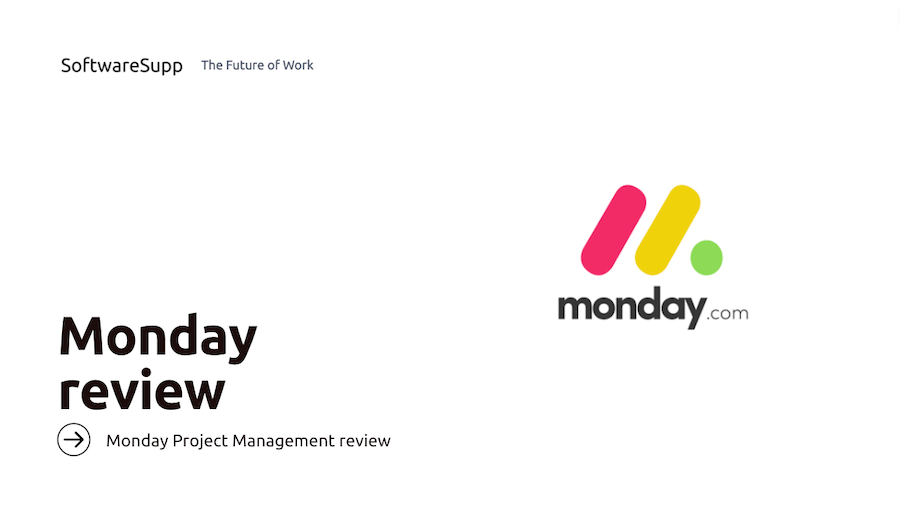 SoftwareSupp The Future of Work
monday.com
Monday
review
Monday Project Management review